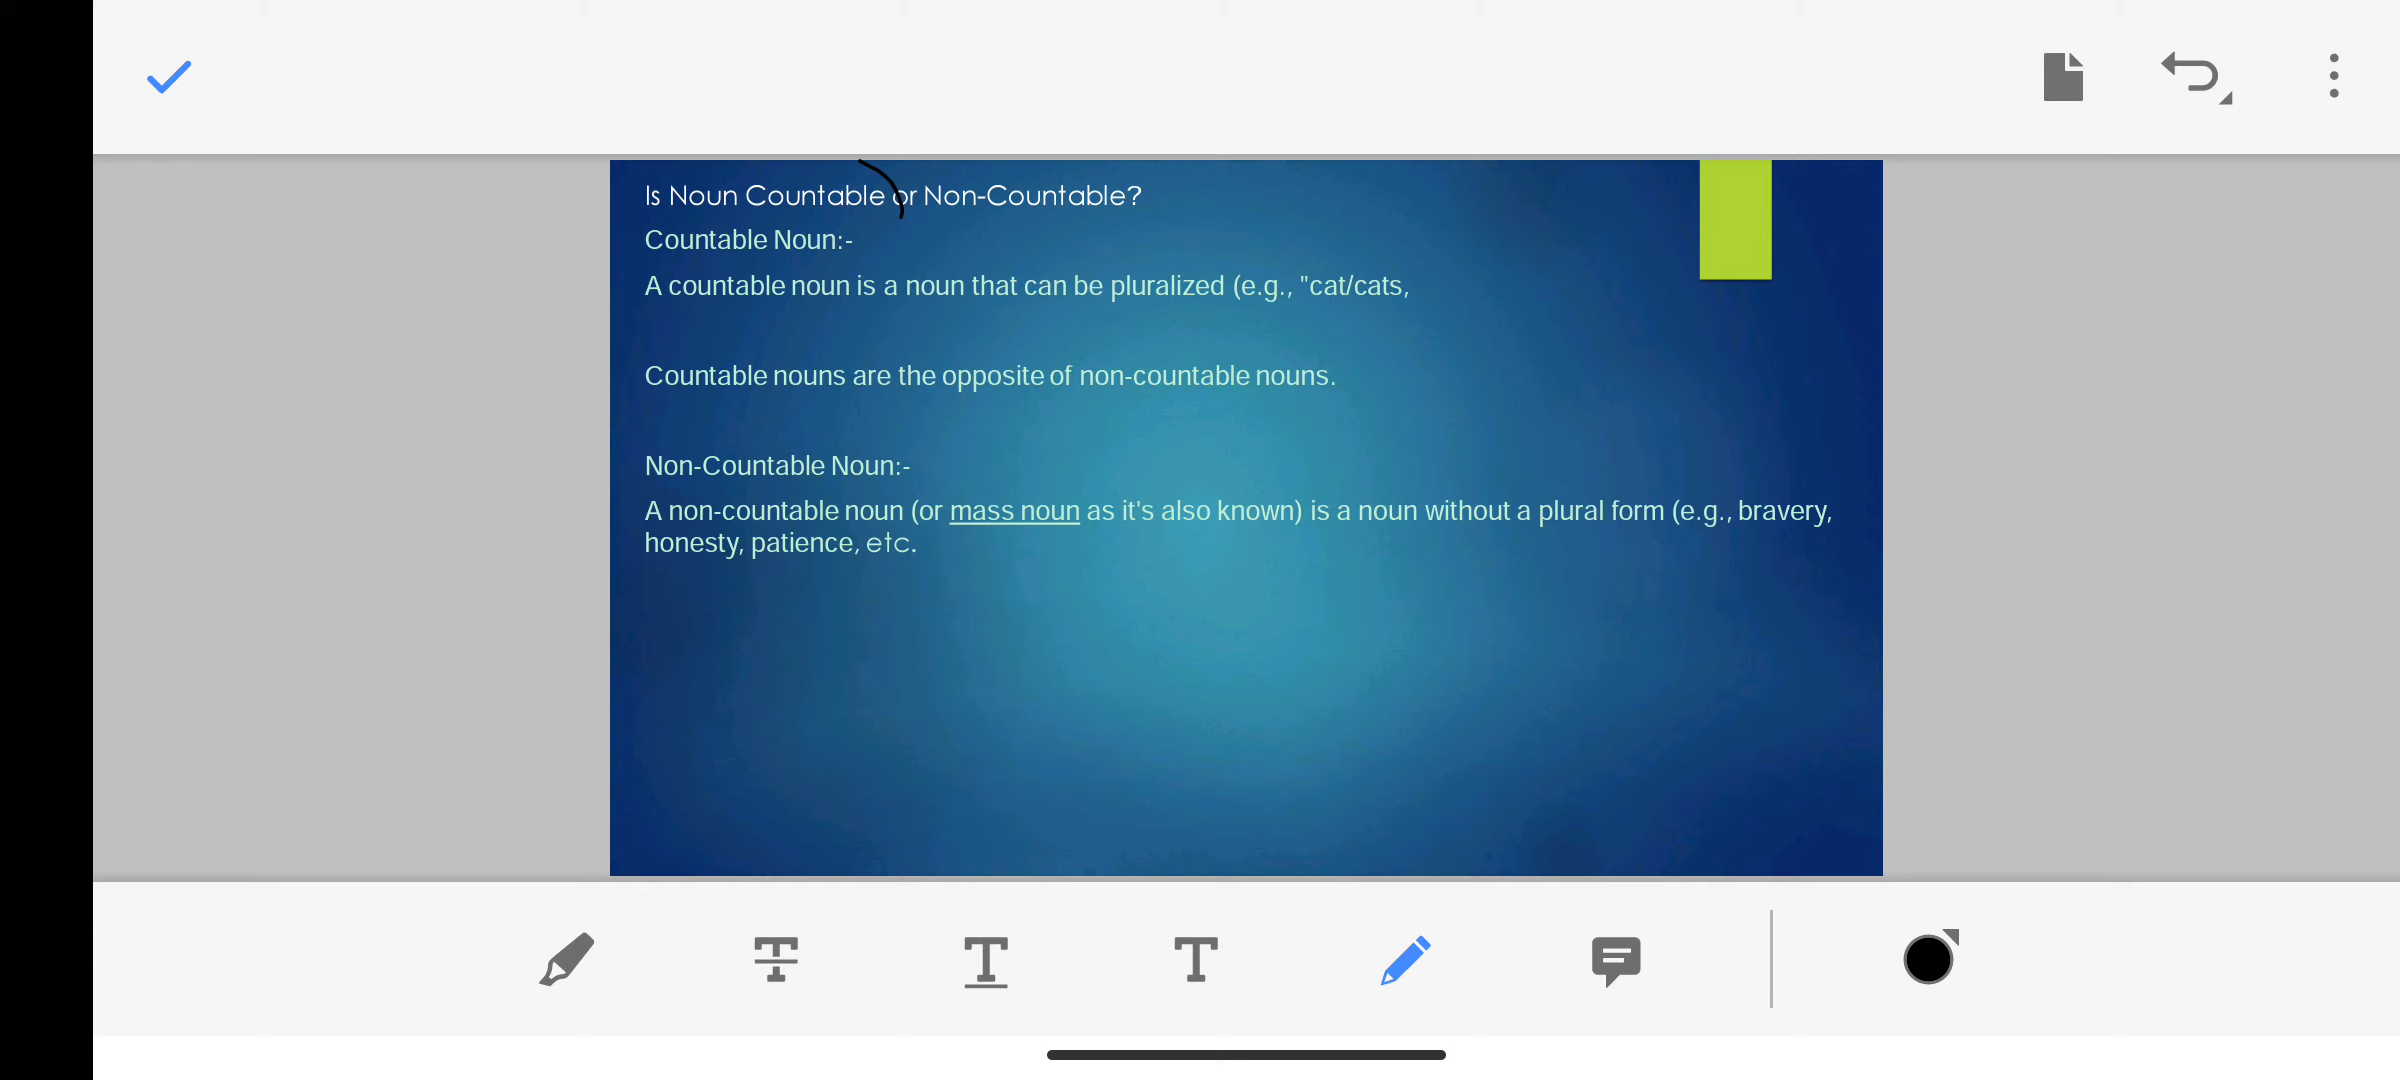 Is Noun Countable or Non-Countable?
Countable Noun:-
A countable noun is a noun that can be pluralized (e.g., "cat/cats,
Countable nouns are the opposite of non-countable nouns.
Non-Countable Noun:-
A non-countable noun (or mass noun as it's also known) is a noun without a plural form (e.g., bravery,
honesty, patience, etc.